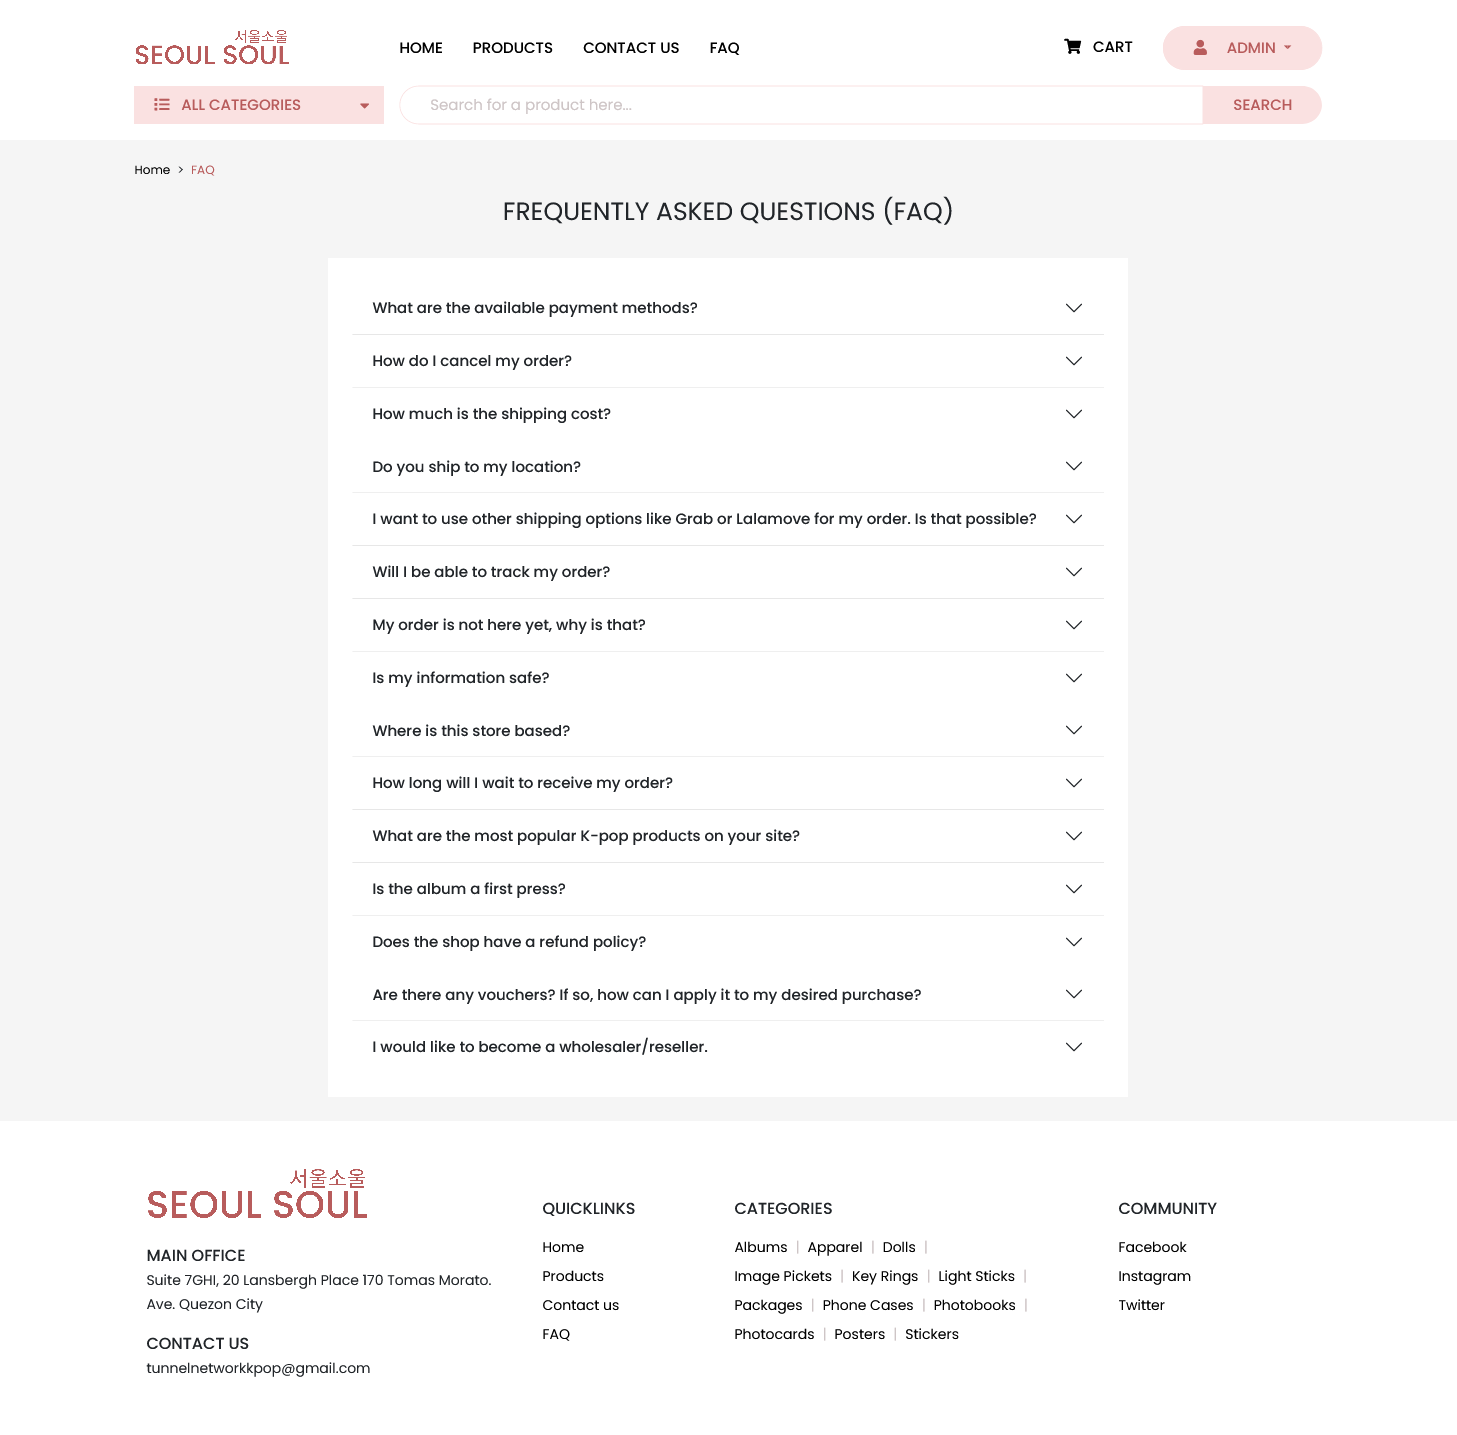 서울소울
SEOUL SOUL
HOME PRODUCTS CONTACT US FAQ
CART
ADMIN
ALL CATEGORIES
Search for a product here...
SEARCH
Home > FAQ
FREQUENTLY ASKED QUESTIONS (FAQ)
What are the available payment methods?
How do I cancel my order?
How much is the shipping cost?
Do you ship to my location?
I want to use other shipping options like Grab or Lalamove for my order. Is that possible?
Will I be able to track my order?
My order is not here yet, why is that?
Is my information safe?
Where is this store based?
How long will I wait to receive my order?
What are the most popular K-pop products on your site?
Is the album a first press?
Does the shop have a refund policy?
Are there any vouchers? If so, how can I apply it to my desired purchase?
I would like to become a wholesaler/reseller.
서울소울
SEOUL SOUL
MAIN OFFICE
Suite 7GHI, 20 Lansbergh Place 170 Tomas Morato.
Ave. Quezon City
CONTACT US
tunnelnetworkkpop@gmail.com
QUICKLINKS
Home
Products
Contact us
FAQ
CATEGORIES
Albums | Apparel | Dolls |
Image Pickets | Key Rings | Light Sticks |
Packages | Phone Cases | Photobooks |
Photocards | Posters | Stickers
COMMUNITY
Facebook
Instagram
Twitter